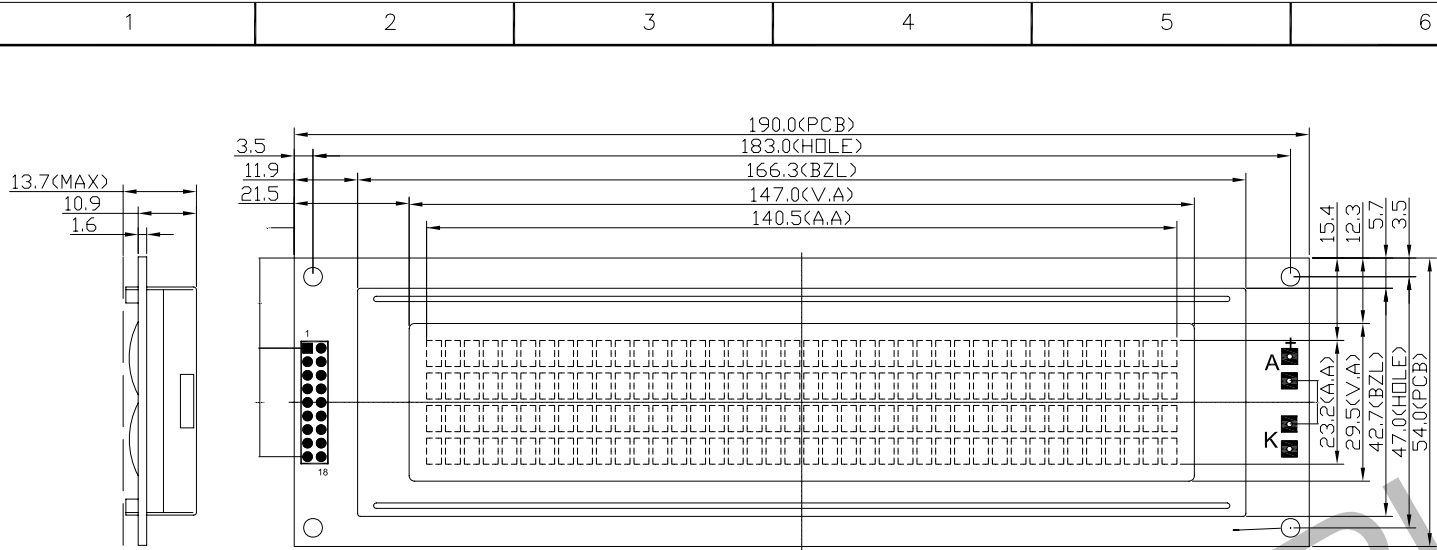 1 2 3 4 5 6
190.0(PCB)
3.5 183.0(HOLE)
11.9 166.3(BZL)
13.7(MAX) 21.5 147.0(V.A)
10.9 140.5(A.A)
1.6
15.4
12.3
5.7
3.5
1
18
A
+
K
23.2(A.A)
29.5(V.A)
42.7(BZL)
47.0(HOLE)
54.0(PCB)